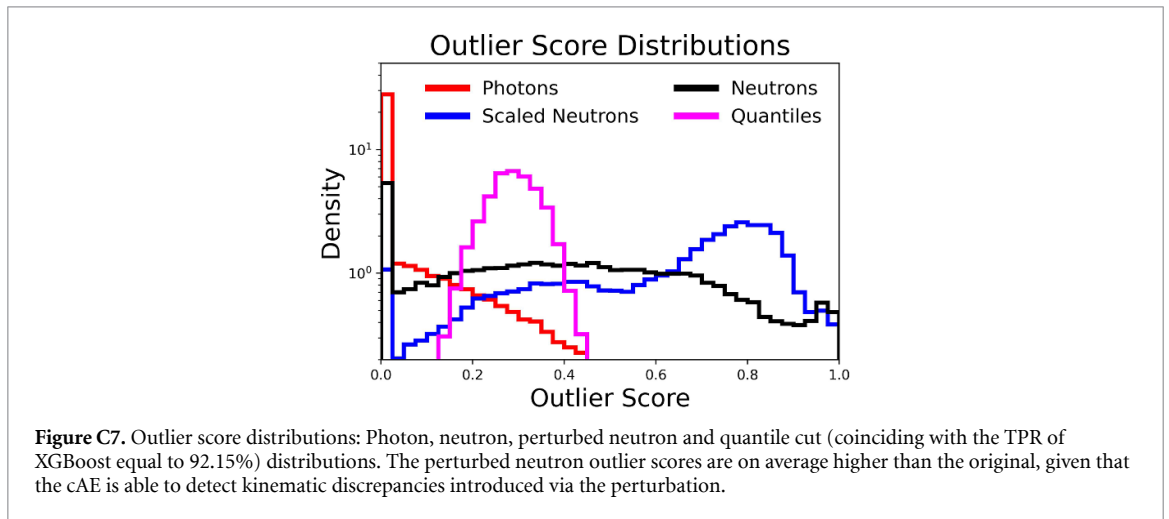 Outlier Score Distributions
Photons
Scaled Neutrons
Neutrons
Quantiles
10¹
10⁰
Density
0.0 0.2 0.4 0.6 0.8 1.0
Outlier Score
Figure C7. Outlier score distributions: Photon, neutron, perturbed neutron and quantile cut (coinciding with the TPR of
XGBoost equal to 92.15%) distributions. The perturbed neutron outlier scores are on average higher than the original, given that
the cAE is able to detect kinematic discrepancies introduced via the perturbation.